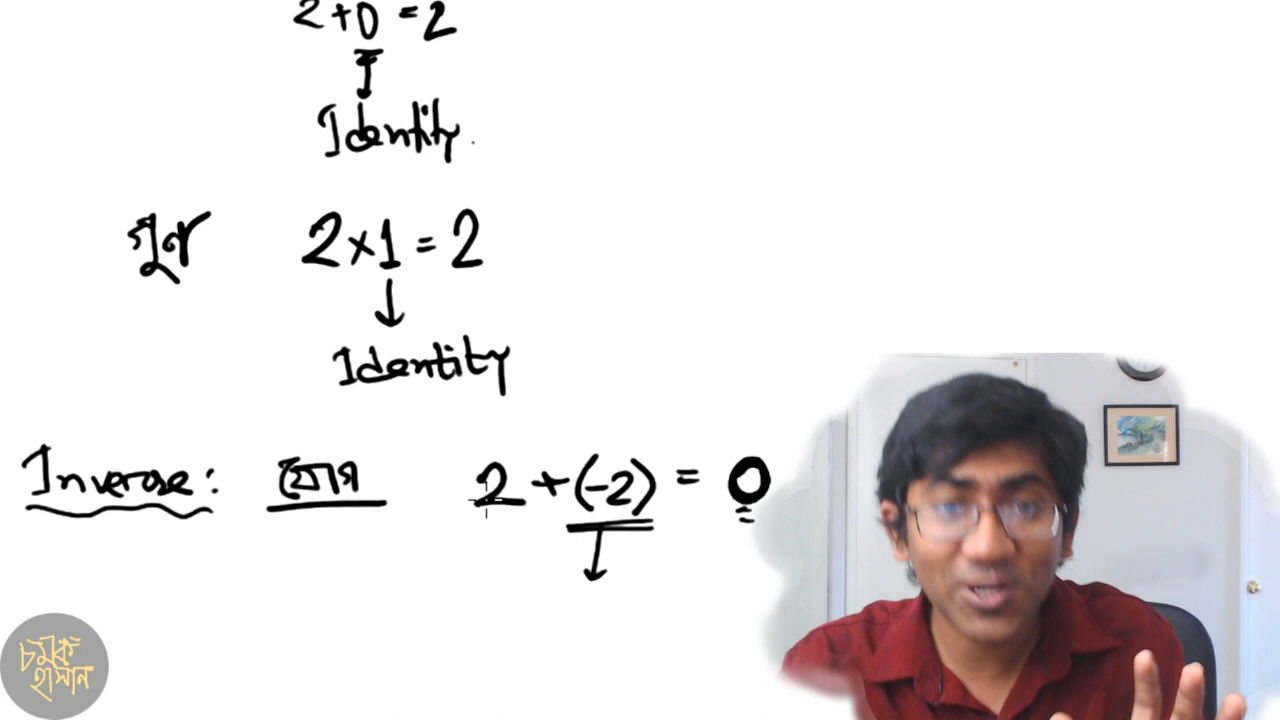 2+0 = 2
Identity
গুণ 2×1 = 2
Identity
Inverse: যোগ 2 + (-2) = 0
চমক
হাসান